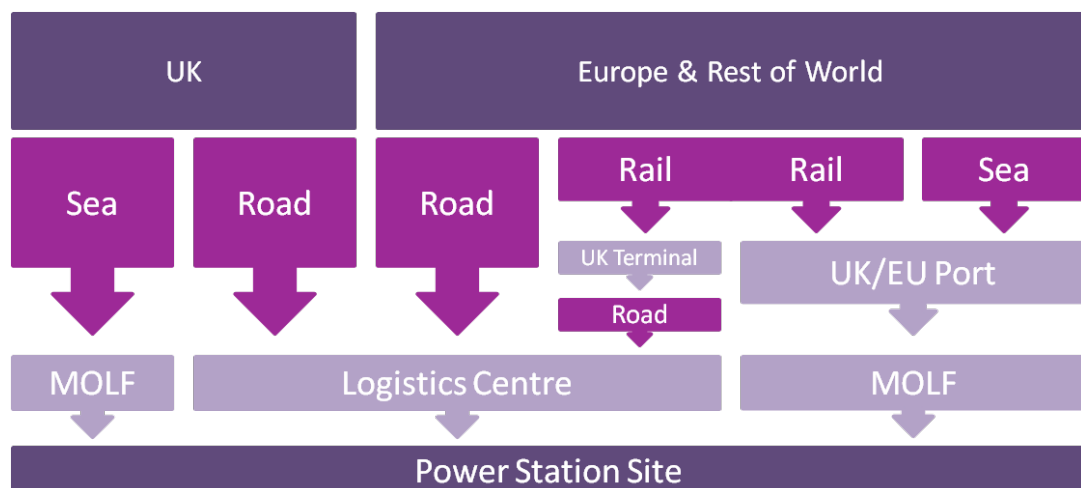 UK
Europe & Rest of World
Sea
Road
Road
Rail
Rail
Sea
UK Terminal
UK/EU Port
Road
MOLF
Logistics Centre
MOLF
Power Station Site